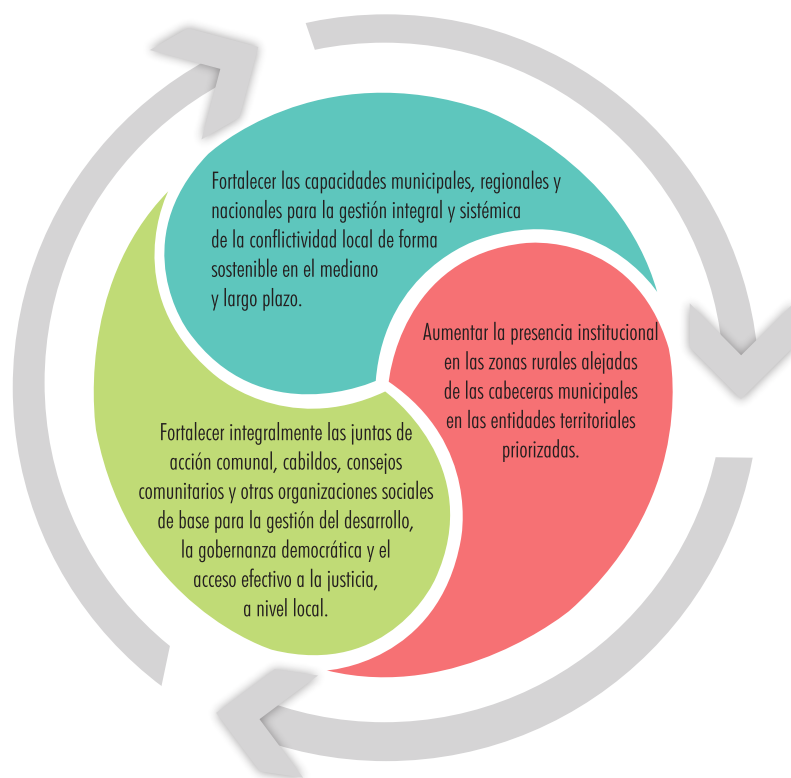 Fortalecer las capacidades municipales, regionales y
nacionales para la gestión integral y sistémica
de la conflictividad local de forma
sostenible en el mediano
y largo plazo.
Aumentar la presencia institucional
en las zonas rurales alejadas
de las cabeceras municipales
en las entidades territoriales
priorizadas.
Fortalecer integralmente las juntas de
acción comunal, cabildos, consejos
comunitarios y otras organizaciones sociales
de base para la gestión del desarrollo,
la gobernanza democrática y el
acceso efectivo a la justicia,
a nivel local.